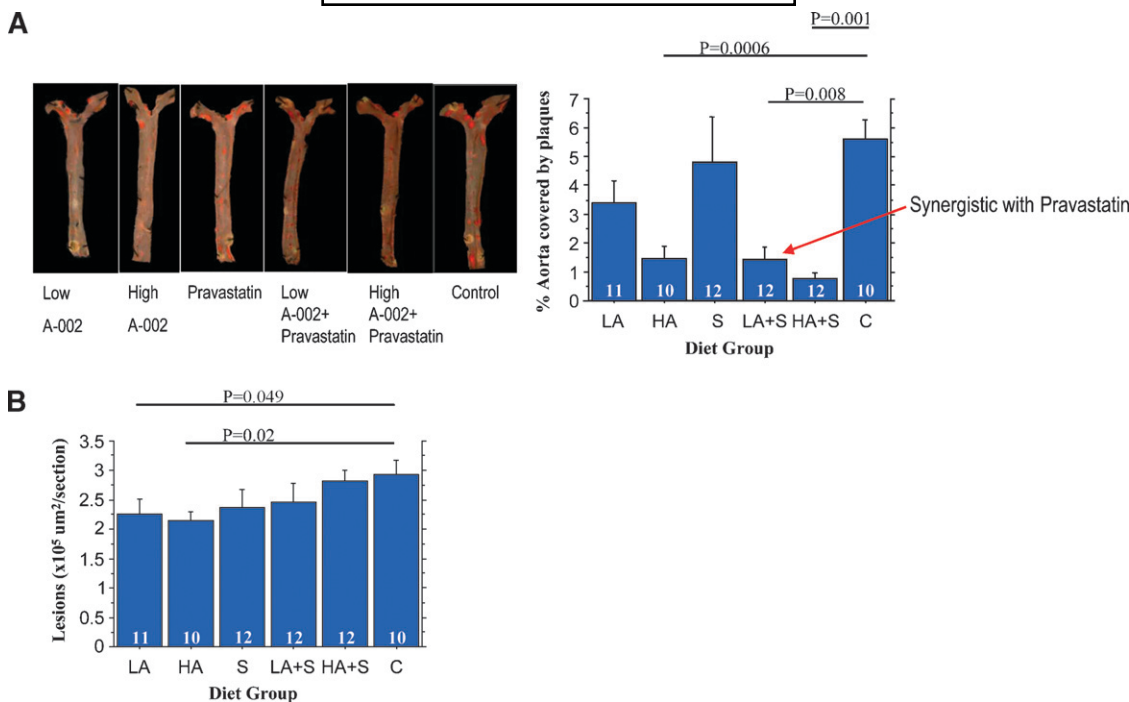 A
P=0.001
P=0.0006
P=0.008
% Aorta covered by plaques
7
6
5
4
3
2
1
0
11
10
12
12
12
10
LA HA S LA+S HA+S C
Diet Group
Synergistic with Pravastatin
Low
A-002
High
A-002
Pravastatin
Low
A-002+
Pravastatin
High
A-002+
Pravastatin
Control
B
P=0.049
P=0.02
Lesions (x10⁵ um²/section)
3.5
3
2.5
2
1.5
1
0.5
0
11
10
12
12
12
10
LA HA S LA+S HA+S C
Diet Group